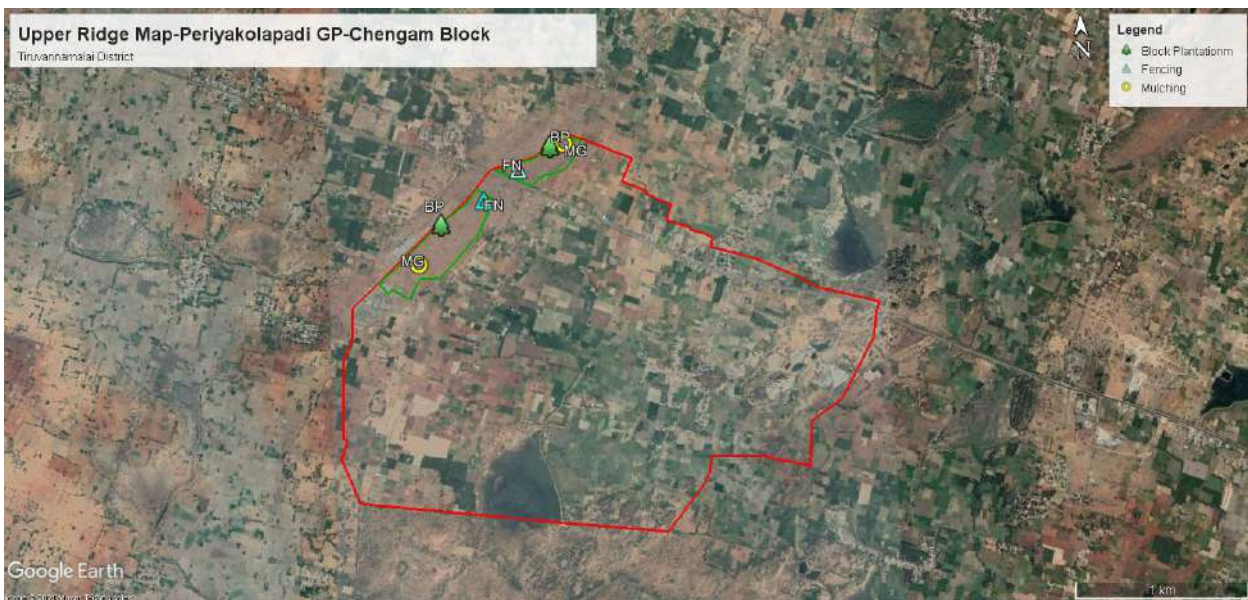 Upper Ridge Map-Periyakolapadi GP-Chengam Block
Tiruvannamalai District
N
Legend
Block Plantationm
Fencing
Mulching
BP
MG
FN
FN
BP
MG
Google Earth
1 km